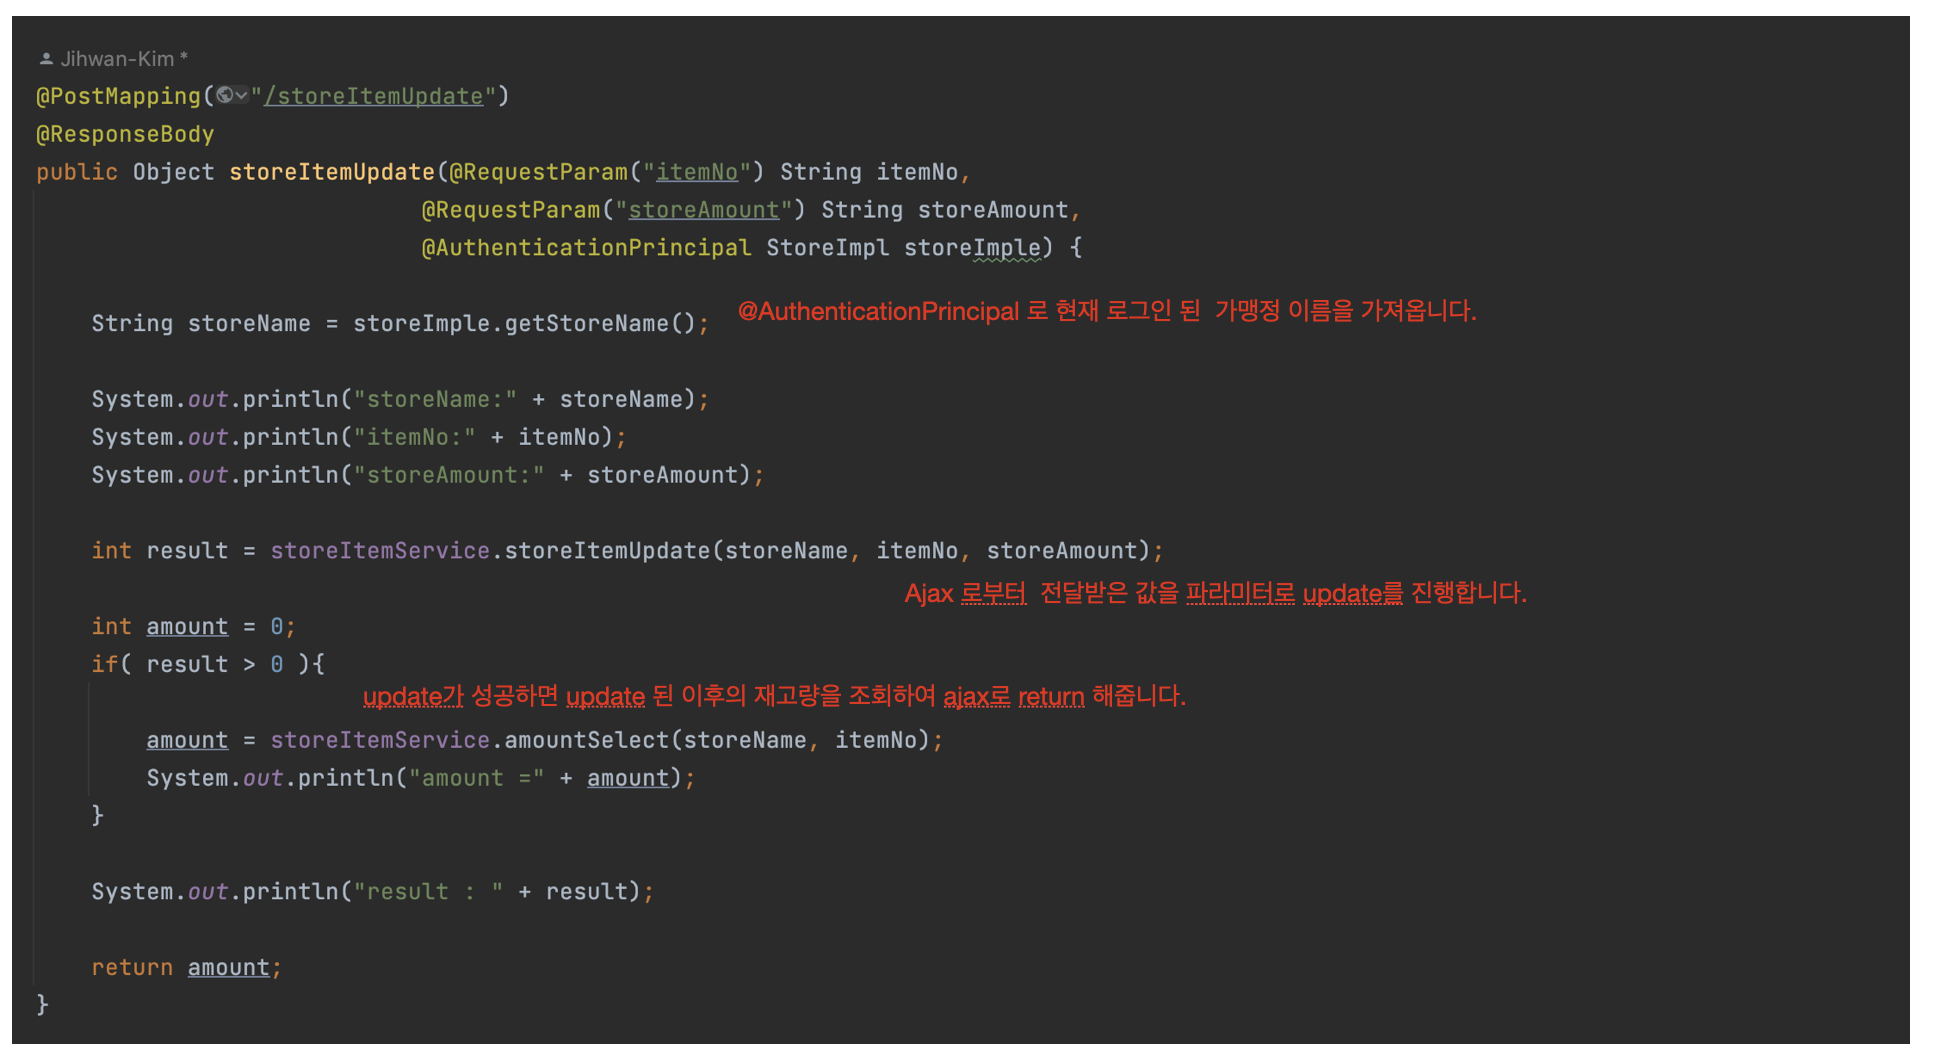 Jihwan-Kim *
@PostMapping("/storeItemUpdate")
@ResponseBody
public Object storeItemUpdate(@RequestParam("itemNo") String itemNo,
@RequestParam("storeAmount") String storeAmount,
@AuthenticationPrincipal StoreImpl storeImple) {
String storeName = storeImple.getStoreName();
@AuthenticationPrincipal 로 현재 로그인 된 가맹정 이름을 가져옵니다.
System.out.println("storeName:" + storeName);
System.out.println("itemNo:" + itemNo);
System.out.println("storeAmount:" + storeAmount);
int result = storeItemService.storeItemUpdate(storeName, itemNo, storeAmount);
Ajax 로부터 전달받은 값을 파라미터로 update를 진행합니다.
int amount = 0;
if( result > 0 ){
update가 성공하면 update 된 이후의 재고량을 조회하여 ajax로 return 해줍니다.
amount = storeItemService.amountSelect(storeName, itemNo);
System.out.println("amount =" + amount);
}
System.out.println("result : " + result);
return amount;
}